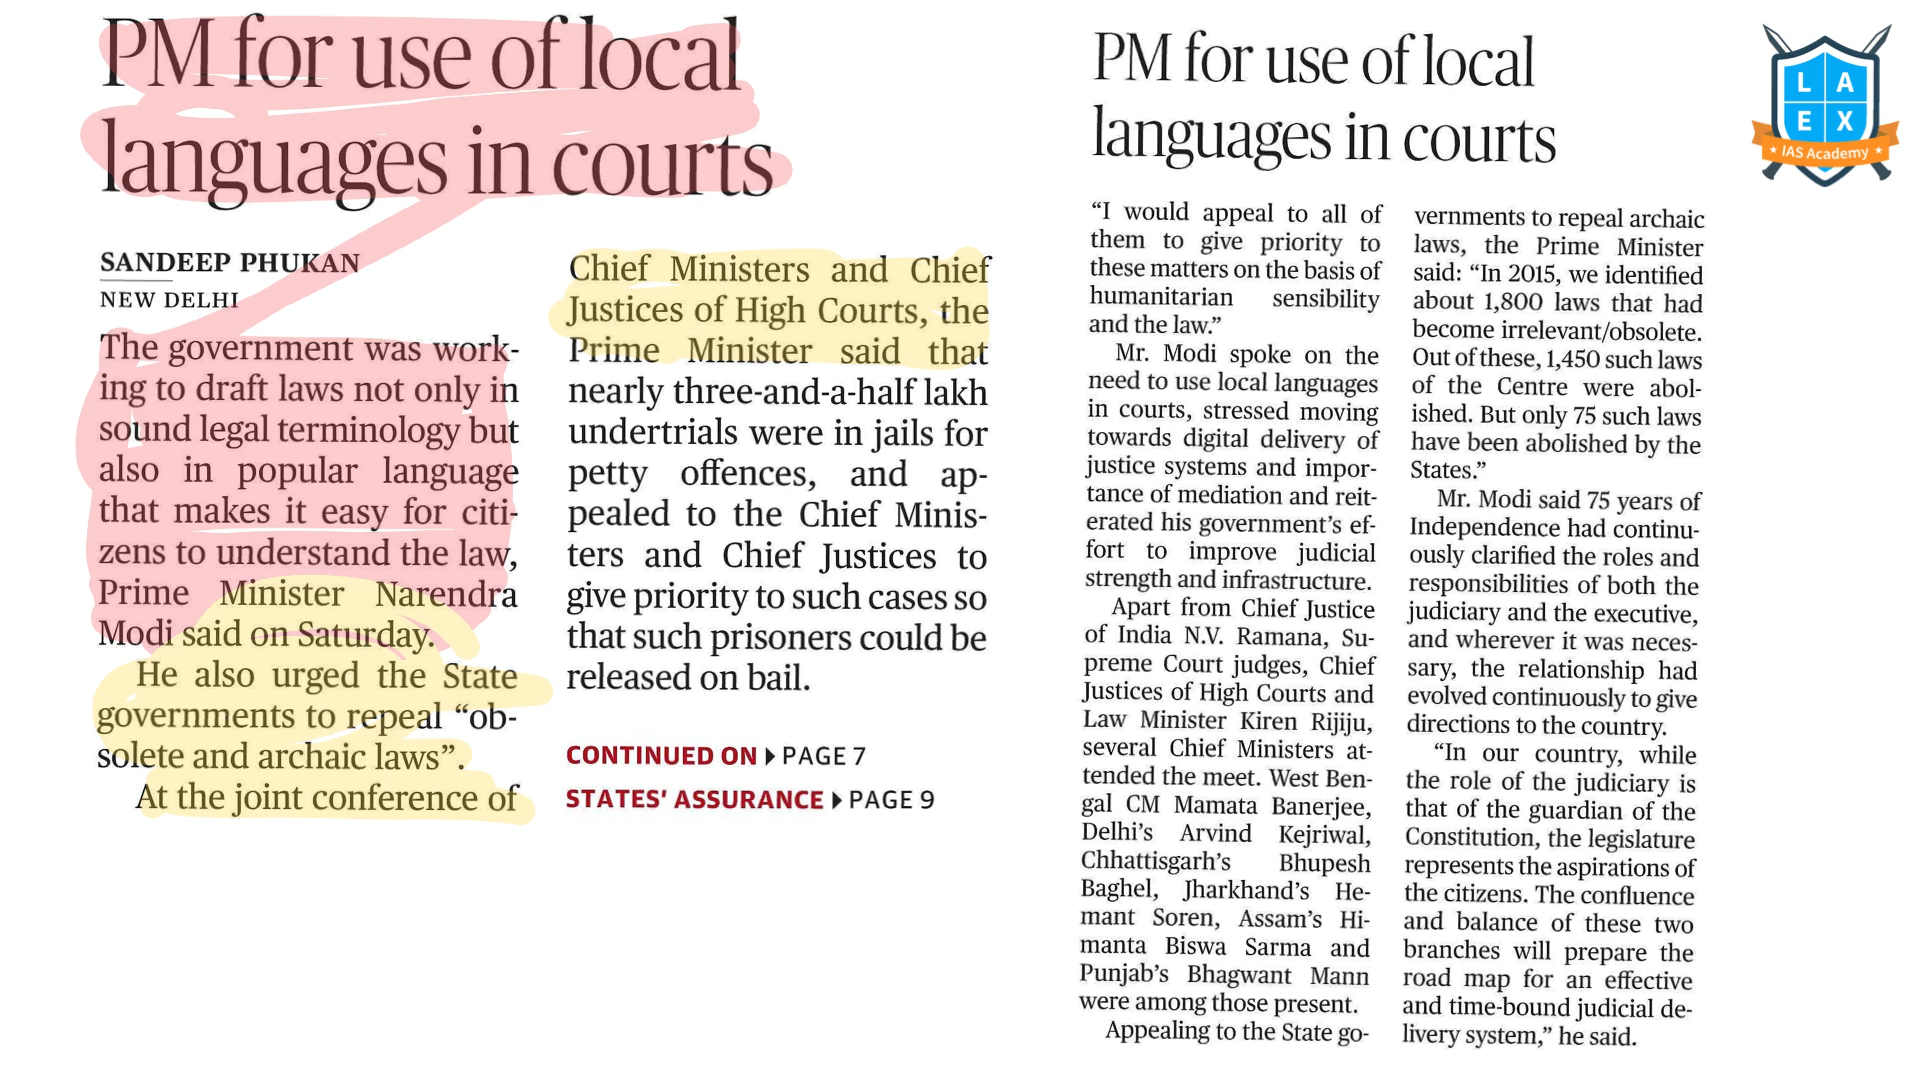 PM for use of local
languages in courts
SANDEEP PHUKAN
NEW DELHI
The government was work-
ing to draft laws not only in
sound legal terminology but
also in popular language
that makes it easy for citi-
zens to understand the law,
Prime Minister Narendra
Modi said on Saturday.
He also urged the State
governments to repeal “ob-
solete and archaic laws”.
At the joint conference of
Chief Ministers and Chief
Justices of High Courts, the
Prime Minister said that
nearly three-and-a-half lakh
undertrials were in jails for
petty offences, and ap-
pealed to the Chief Minis-
ters and Chief Justices to
give priority to such cases so
that such prisoners could be
released on bail.
CONTINUED ON PAGE 7
STATES’ ASSURANCE PAGE 9
PM for use of local
languages in courts
“I would appeal to all of
them to give priority to
these matters on the basis of
humanitarian sensibility
and the law.”
Mr. Modi spoke on the
need to use local languages
in courts, stressed moving
towards digital delivery of
justice systems and impor-
tance of mediation and reit-
erated his government’s ef-
fort to improve judicial
strength and infrastructure.
Apart from Chief Justice
of India N.V. Ramana, Su-
preme Court judges, Chief
Justices of High Courts and
Law Minister Kiren Rijiju,
several Chief Ministers at-
tended the meet. West Ben-
gal CM Mamata Banerjee,
Delhi’s Arvind Kejriwal,
Chhattisgarh’s Bhupesh
Baghel, Jharkhand’s He-
mant Soren, Assam’s Hi-
manta Biswa Sarma and
Punjab’s Bhagwant Mann
were among those present.
Appealing to the State go-
vernments to repeal archaic
laws, the Prime Minister
said: “In 2015, we identified
about 1,800 laws that had
become irrelevant/obsolete.
Out of these, 1,450 such laws
of the Centre were abol-
ished. But only 75 such laws
have been abolished by the
States.”
Mr. Modi said 75 years of
Independence had continu-
ously clarified the roles and
responsibilities of both the
judiciary and the executive,
and wherever it was neces-
sary, the relationship had
evolved continuously to give
directions to the country.
“In our country, while
the role of the judiciary is
that of the guardian of the
Constitution, the legislature
represents the aspirations of
the citizens. The confluence
and balance of these two
branches will prepare the
road map for an effective
and time-bound judicial de-
livery system,” he said.
L A
E X
IAS Academy